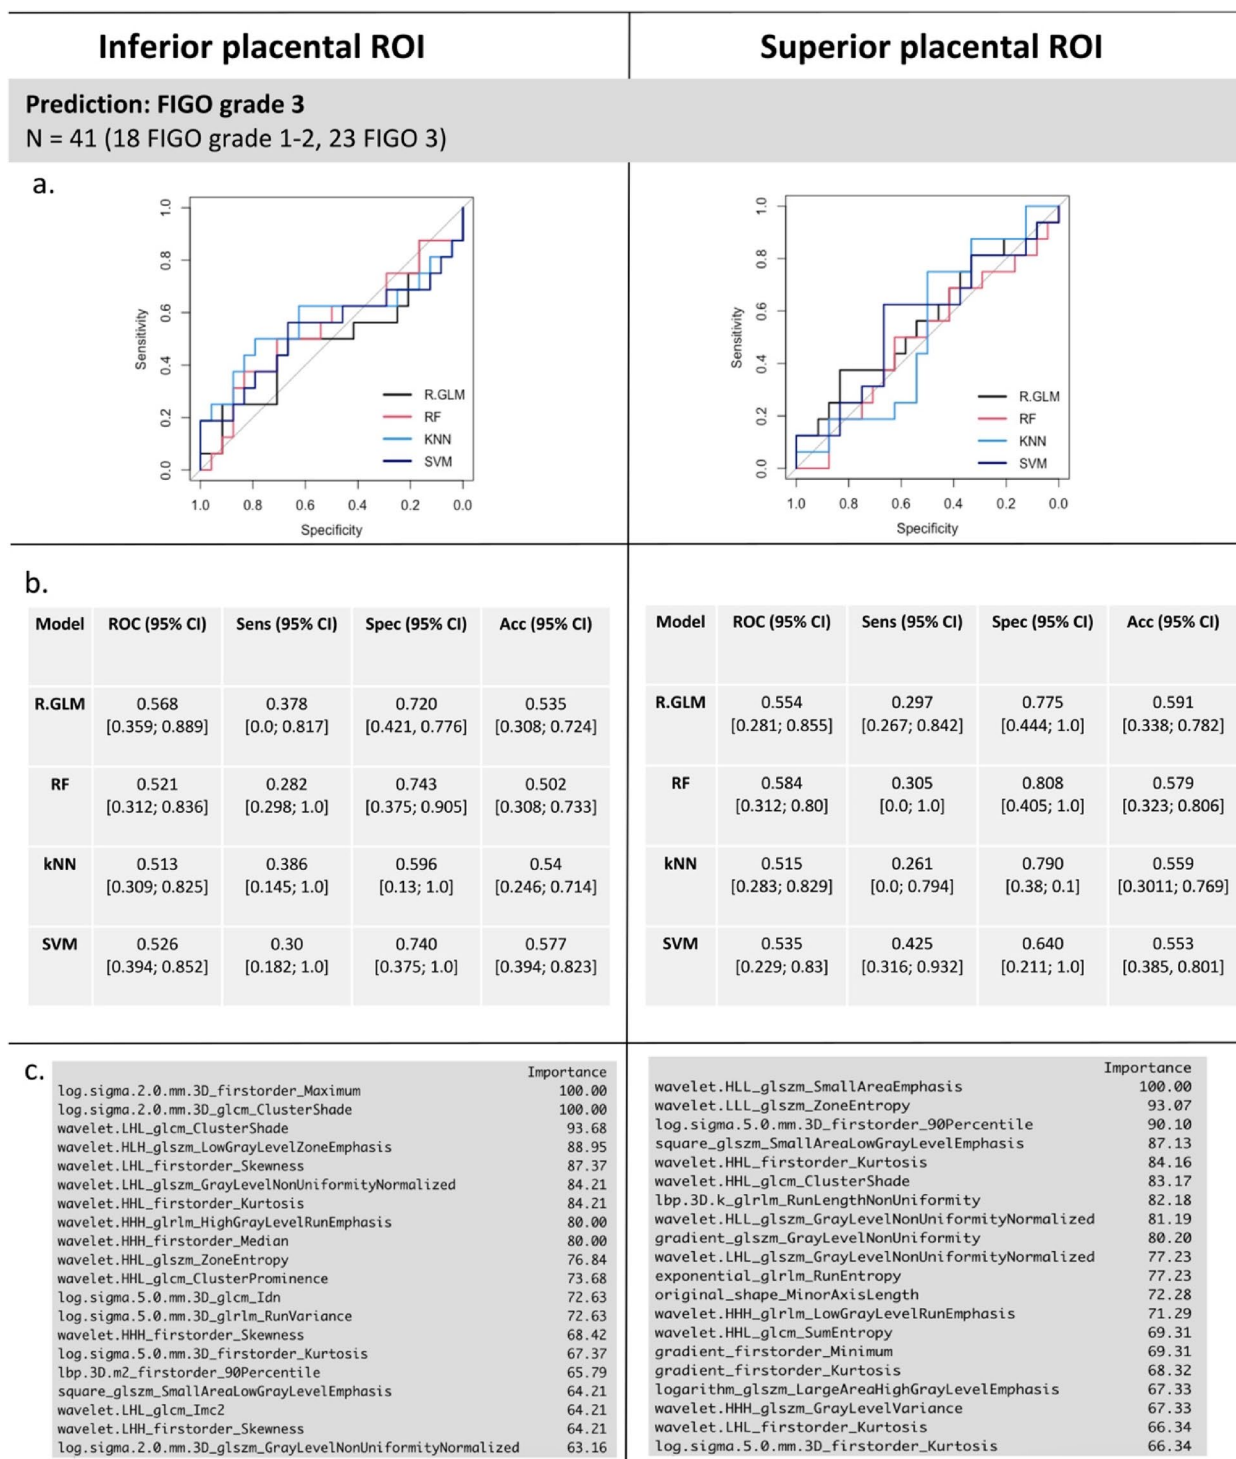 Inferior placental ROI
Superior placental ROI
Prediction: FIGO grade 3
N = 41 (18 FIGO grade 1-2, 23 FIGO 3)
a.
Sensitivity
1.0
0.8
0.6
0.4
0.2
0.0
R.GLM
RF
KNN
SVM
1.0 0.8 0.6 0.4 0.2 0.0
Specificity
Sensitivity
1.0
0.8
0.6
0.4
0.2
0.0
R.GLM
RF
KNN
SVM
1.0 0.8 0.6 0.4 0.2 0.0
Specificity
b.
Model ROC (95% CI) Sens (95% CI) Spec (95% CI) Acc (95% CI)
R.GLM 0.568 0.378 0.720 0.535
[0.359; 0.889] [0.0; 0.817] [0.421, 0.776] [0.308; 0.724]
RF 0.521 0.282 0.743 0.502
[0.312; 0.836] [0.298; 1.0] [0.375; 0.905] [0.308; 0.733]
kNN 0.513 0.386 0.596 0.54
[0.309; 0.825] [0.145; 1.0] [0.13; 1.0] [0.246; 0.714]
SVM 0.526 0.30 0.740 0.577
[0.394; 0.852] [0.182; 1.0] [0.375; 1.0] [0.394; 0.823]
Model ROC (95% CI) Sens (95% CI) Spec (95% CI) Acc (95% CI)
R.GLM 0.554 0.297 0.775 0.591
[0.281; 0.855] [0.267; 0.842] [0.444; 1.0] [0.338; 0.782]
RF 0.584 0.305 0.808 0.579
[0.312; 0.80] [0.0; 1.0] [0.405; 1.0] [0.323; 0.806]
kNN 0.515 0.261 0.790 0.559
[0.283; 0.829] [0.0; 0.794] [0.38; 0.1] [0.3011; 0.769]
SVM 0.535 0.425 0.640 0.553
[0.229; 0.83] [0.316; 0.932] [0.211; 1.0] [0.385, 0.801]
c.
Importance
log.sigma.2.0.mm.3D_firstorder_Maximum 100.00
log.sigma.2.0.mm.3D_glcm_ClusterShade 100.00
wavelet.LHL_glcm_ClusterShade 93.68
wavelet.HLH_glszm_LowGrayLevelZoneEmphasis 88.95
wavelet.LHL_firstorder_Skewness 87.37
wavelet.LHL_glszm_GrayLevelNonUniformityNormalized 84.21
wavelet.HHL_firstorder_Kurtosis 84.21
wavelet.HHH_glrlm_HighGrayLevelRunEmphasis 80.00
wavelet.HHH_firstorder_Median 80.00
wavelet.HHL_glszm_ZoneEntropy 76.84
wavelet.HHL_glcm_ClusterProminence 73.68
log.sigma.5.0.mm.3D_glcm_Idn 72.63
log.sigma.5.0.mm.3D_glrlm_RunVariance 72.63
wavelet.HHH_firstorder_Skewness 68.42
log.sigma.5.0.mm.3D_firstorder_Kurtosis 67.37
lbp.3D.m2_firstorder_90Percentile 65.79
square_glszm_SmallAreaLowGrayLevelEmphasis 64.21
wavelet.LHL_glcm_Imc2 64.21
wavelet.LHH_firstorder_Skewness 64.21
log.sigma.2.0.mm.3D_glszm_GrayLevelNonUniformityNormalized 63.16
Importance
wavelet.HLL_glszm_SmallAreaEmphasis 100.00
wavelet.LLL_glszm_ZoneEntropy 93.07
log.sigma.5.0.mm.3D_firstorder_90Percentile 90.10
square_glszm_SmallAreaLowGrayLevelEmphasis 87.13
wavelet.HHL_firstorder_Kurtosis 84.16
wavelet.HHL_glcm_ClusterShade 83.17
lbp.3D.k_glrlm_RunLengthNonUniformity 82.18
wavelet.HLL_glszm_GrayLevelNonUniformityNormalized 81.19
gradient_glszm_GrayLevelNonUniformity 80.20
wavelet.LHL_glszm_GrayLevelNonUniformityNormalized 77.23
exponential_glrlm_RunEntropy 77.23
original_shape_MinorAxisLength 72.28
wavelet.HHH_glrlm_LowGrayLevelRunEmphasis 71.29
wavelet.HHL_glcm_SumEntropy 69.31
gradient_firstorder_Minimum 69.31
gradient_firstorder_Kurtosis 68.32
logarithm_glszm_LargeAreaHighGrayLevelEmphasis 67.33
wavelet.HHH_glszm_GrayLevelVariance 67.33
wavelet.LHL_firstorder_Kurtosis 66.34
log.sigma.5.0.mm.3D_firstorder_Kurtosis 66.34